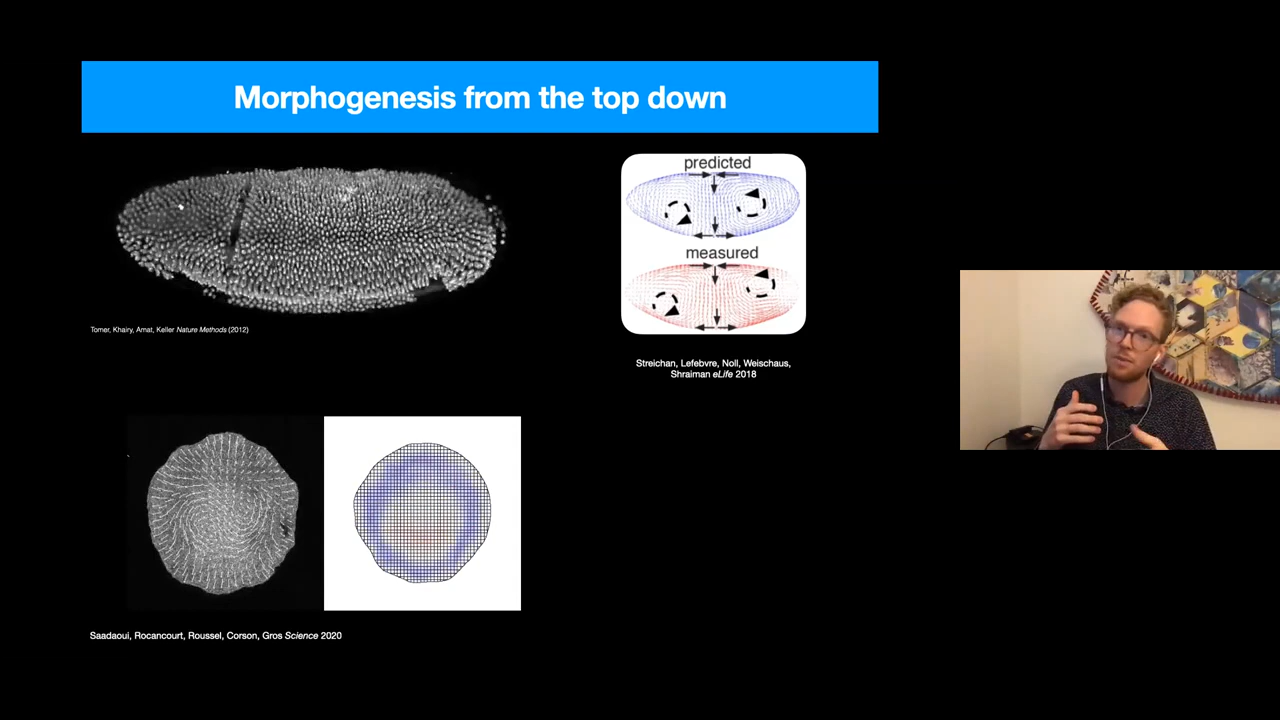 Morphogenesis from the top down
predicted
measured
Tomer, Khairy, Amat, Keller Nature Methods (2012)
Streichan, Lefebvre, Noll, Weischaus,
Shraiman eLife 2018
Saadaoui, Rocancourt, Roussel, Corson, Gros Science 2020